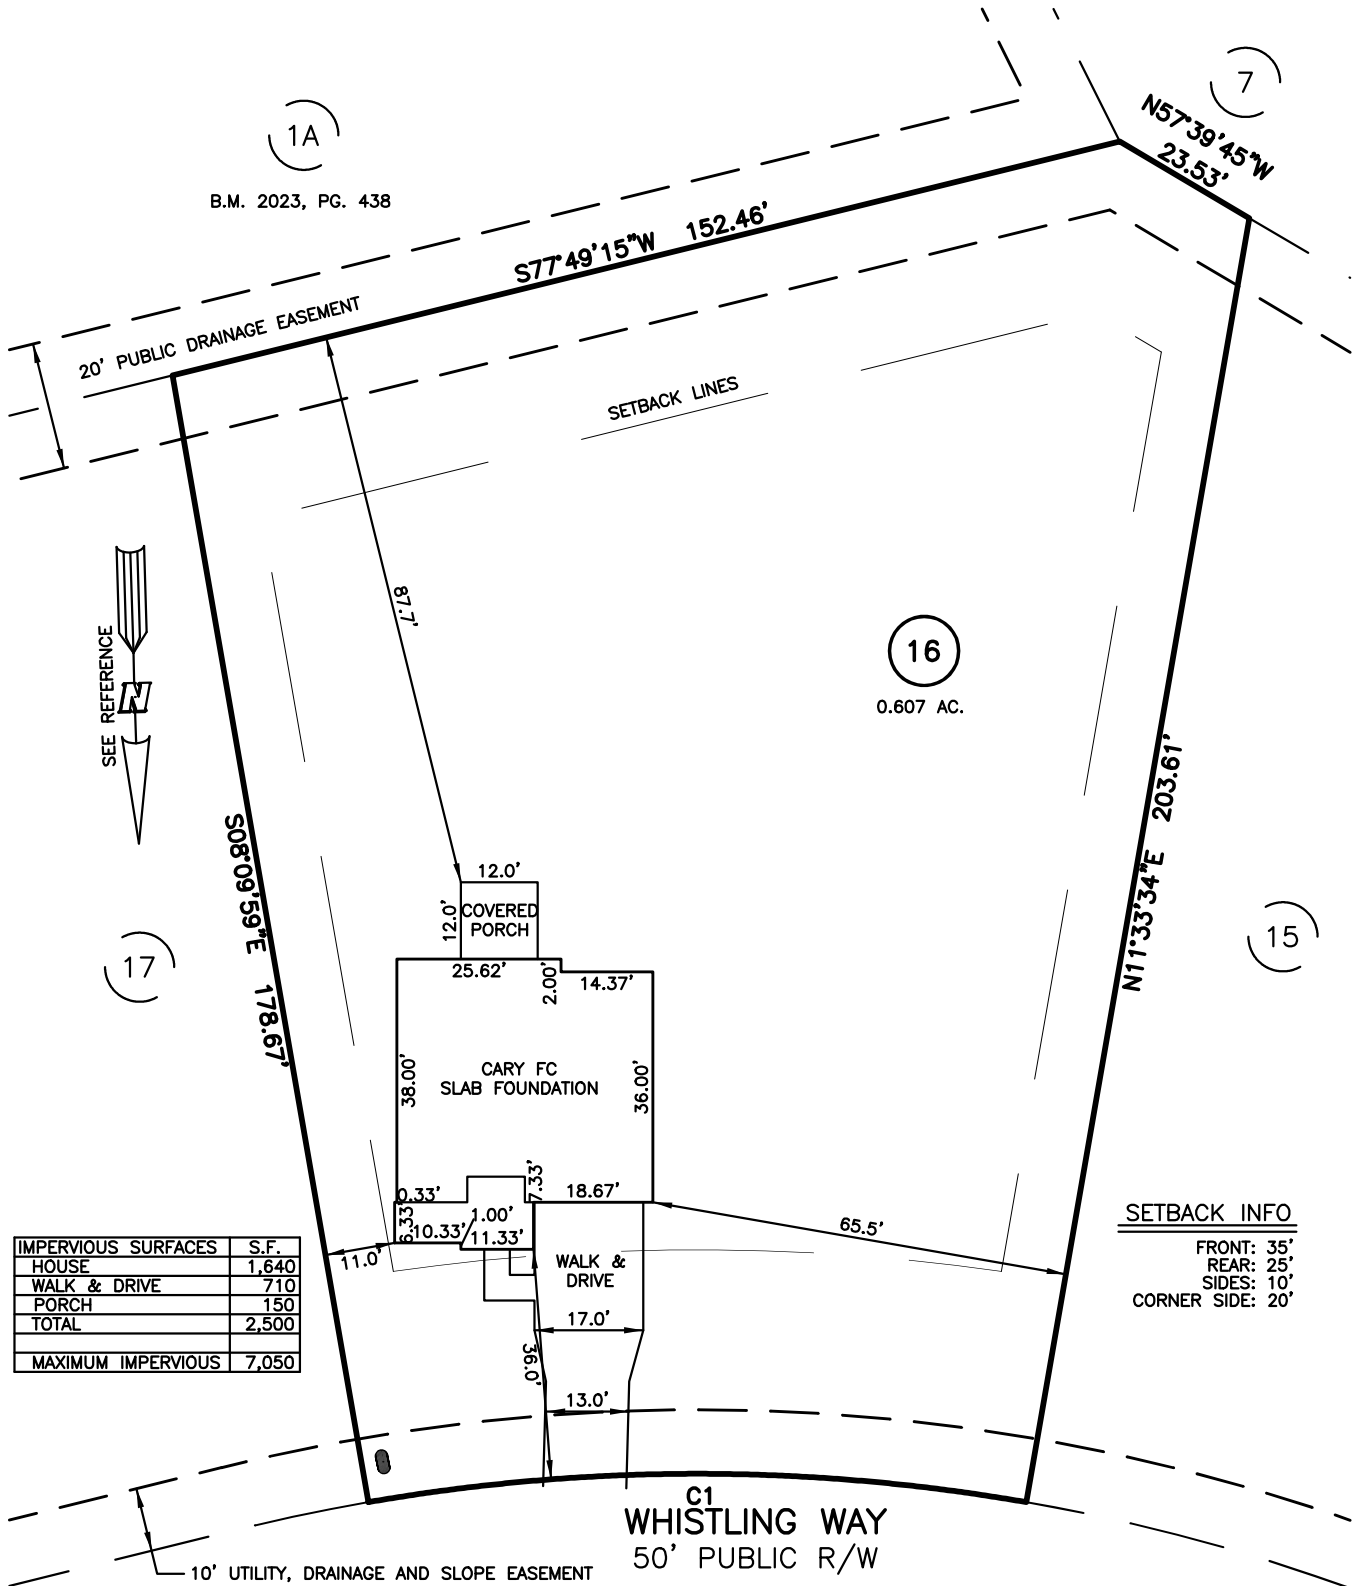 7
N57°39'45"W
23.53'
1A
B.M. 2023, PG. 438
S77°49'15"W 152.46'
20' PUBLIC DRAINAGE EASEMENT
SETBACK LINES
87.7'
SEE REFERENCE
N
16
0.607 AC.
S08°09'59"E 178.67'
N11°33'34"E 203.61'
17
15
12.0'
12.0'
COVERED
PORCH
25.62'
2.00'
14.37'
38.00'
CARY FC
SLAB FOUNDATION
36.00'
0.33'
7.33'
18.67'
6.33'
10.33'
1.00'
11.33'
11.0'
65.5'
WALK &
DRIVE
17.0'
36.0'
13.0'
IMPERVIOUS SURFACES S.F.
HOUSE 1,640
WALK & DRIVE 710
PORCH 150
TOTAL 2,500
MAXIMUM IMPERVIOUS 7,050
SETBACK INFO
FRONT: 35'
REAR: 25'
SIDES: 10'
CORNER SIDE: 20'
C1
WHISTLING WAY
50' PUBLIC R/W
10' UTILITY, DRAINAGE AND SLOPE EASEMENT